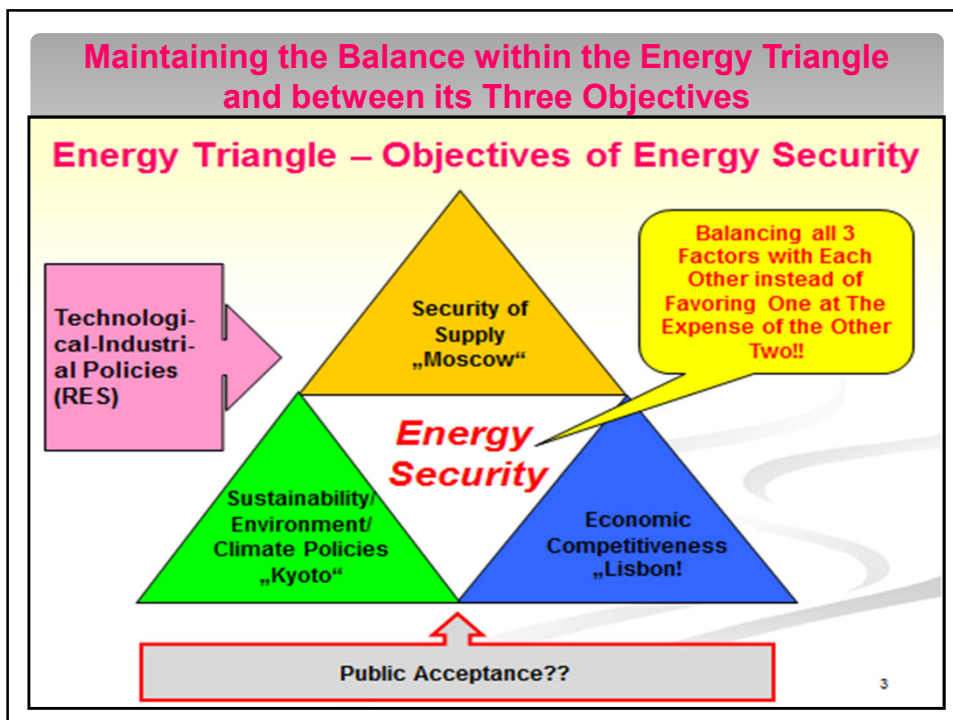 Maintaining the Balance within the Energy Triangle
and between its Three Objectives
Energy Triangle – Objectives of Energy Security
Balancing all 3
Factors with Each
Other instead of
Favoring One at The
Expense of the Other
Two!!
Technologi-
cal-Industri-
al Policies
(RES)
Security of
Supply
„Moscow“
Energy
Security
Sustainability/
Environment/
Climate Policies
„Kyoto“
Economic
Competitiveness
„Lisbon!
Public Acceptance??
3